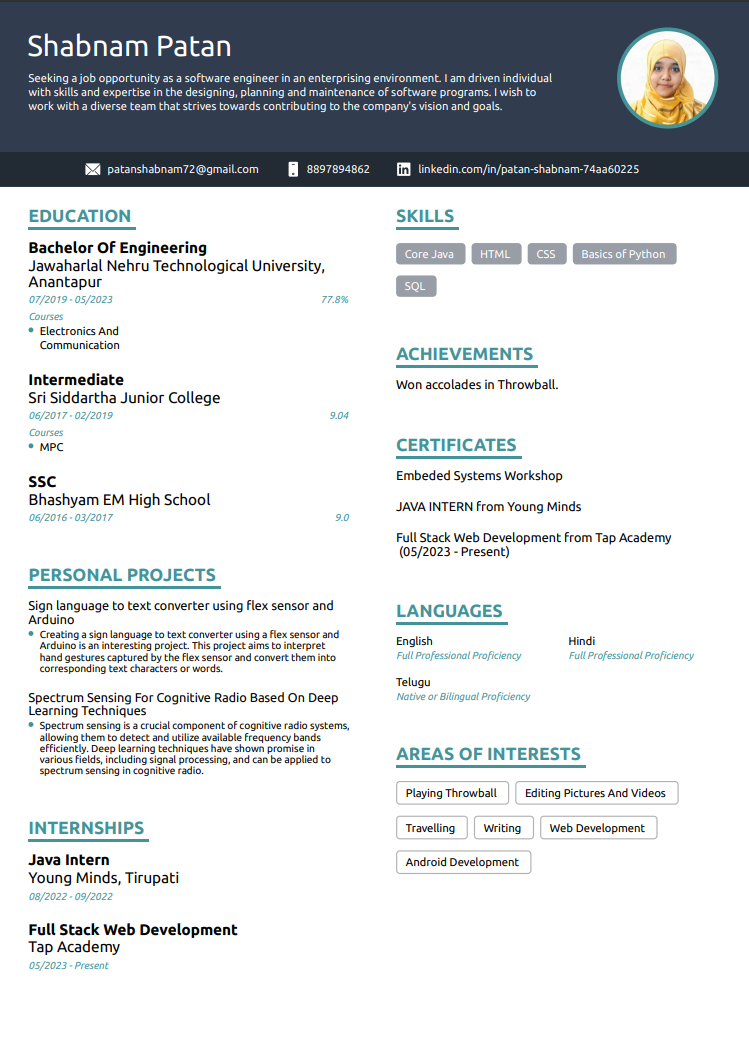 Shabnam Patan
Seeking a job opportunity as a software engineer in an enterprising environment. I am driven individual
with skills and expertise in the designing, planning and maintenance of software programs. I wish to
work with a diverse team that strives towards contributing to the company's vision and goals.
patanshabnam72@gmail.com 8897894862 linkedin.com/in/patan-shabnam-74aa60225
EDUCATION
Bachelor Of Engineering
Jawaharlal Nehru Technological University,
Anantapur
07/2019 - 05/2023 77.8%
Courses
Electronics And
Communication
Intermediate
Sri Siddartha Junior College
06/2017 - 02/2019 9.04
Courses
MPC
SSC
Bhashyam EM High School
06/2016 - 03/2017 9.0
PERSONAL PROJECTS
Sign language to text converter using flex sensor and
Arduino
Creating a sign language to text converter using a flex sensor and
Arduino is an interesting project. This project aims to interpret
hand gestures captured by the flex sensor and convert them into
corresponding text characters or words.
Spectrum Sensing For Cognitive Radio Based On Deep
Learning Techniques
Spectrum sensing is a crucial component of cognitive radio systems,
allowing them to detect and utilize available frequency bands
efficiently. Deep learning techniques have shown promise in
various fields, including signal processing, and can be applied to
spectrum sensing in cognitive radio.
INTERNSHIPS
Java Intern
Young Minds, Tirupati
08/2022 - 09/2022
Full Stack Web Development
Tap Academy
05/2023 - Present
SKILLS
Core Java HTML CSS Basics of Python
SQL
ACHIEVEMENTS
Won accolades in Throwball.
CERTIFICATES
Embeded Systems Workshop
JAVA INTERN from Young Minds
Full Stack Web Development from Tap Academy
(05/2023 - Present)
LANGUAGES
English Hindi
Full Professional Proficiency Full Professional Proficiency
Telugu
Native or Bilingual Proficiency
AREAS OF INTERESTS
Playing Throwball Editing Pictures And Videos
Travelling Writing Web Development
Android Development